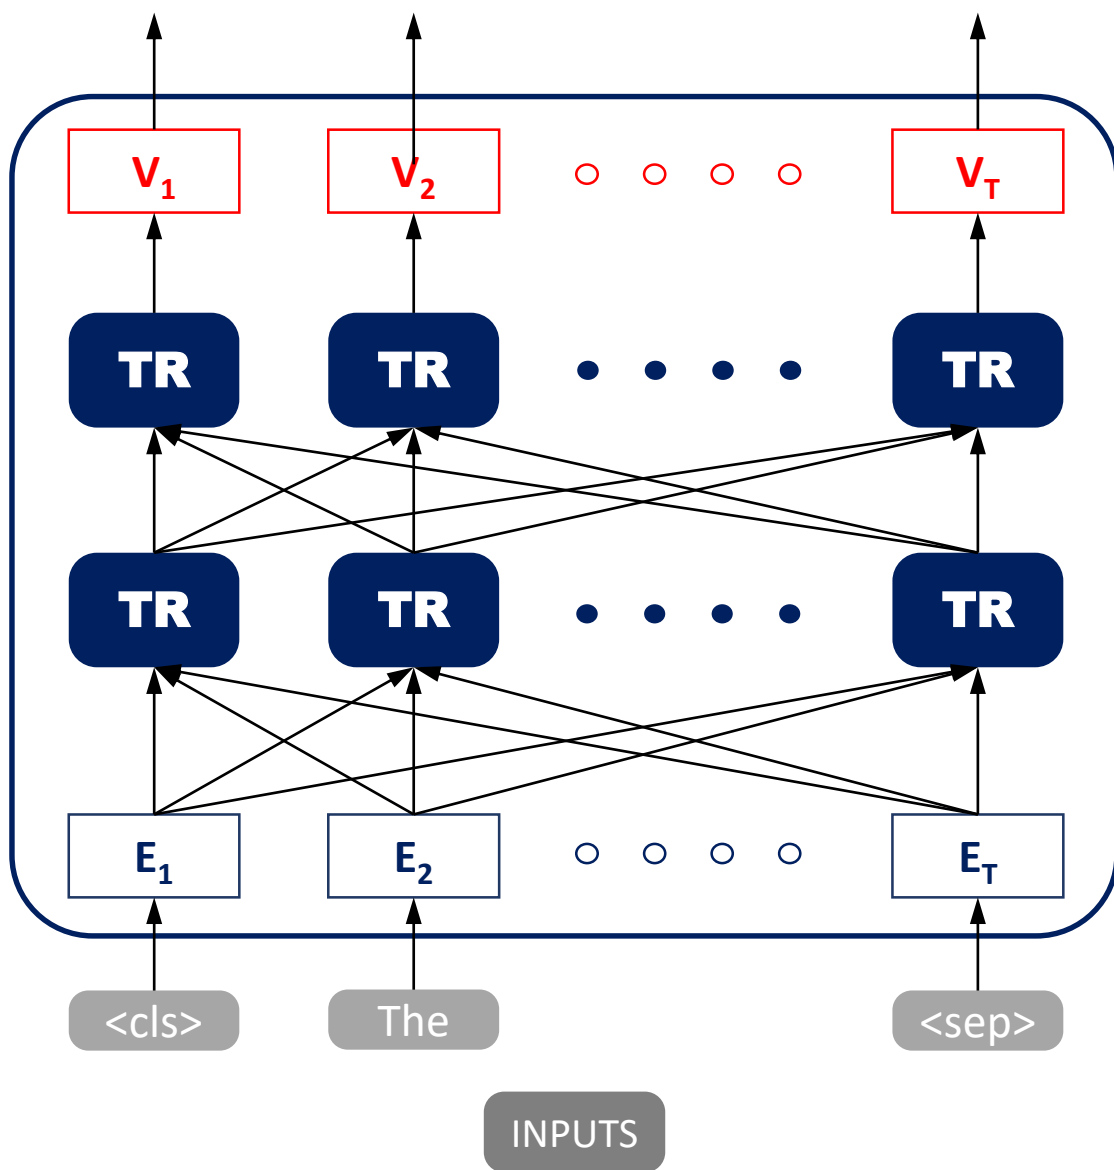 V1 V2 VT
TR TR TR
TR TR TR
E1 E2 ET
<cls> The <sep>
INPUTS